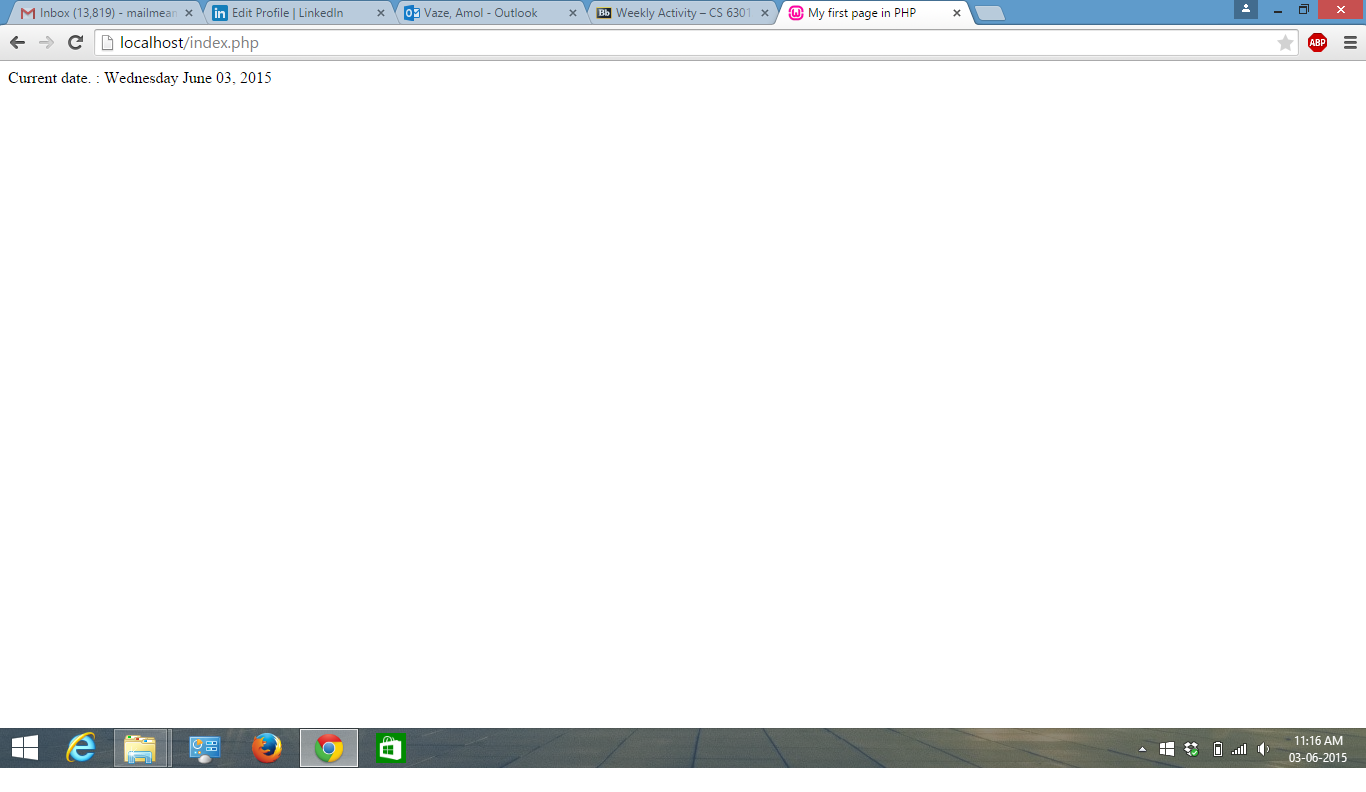 Inbox (13,819) - mailmean
Edit Profile | LinkedIn
Vaze, Amol - Outlook
Bb
Weekly Activity – CS 6301
My first page in PHP
localhost/index.php
ABP
Current date. : Wednesday June 03, 2015
11:16 AM
03-06-2015